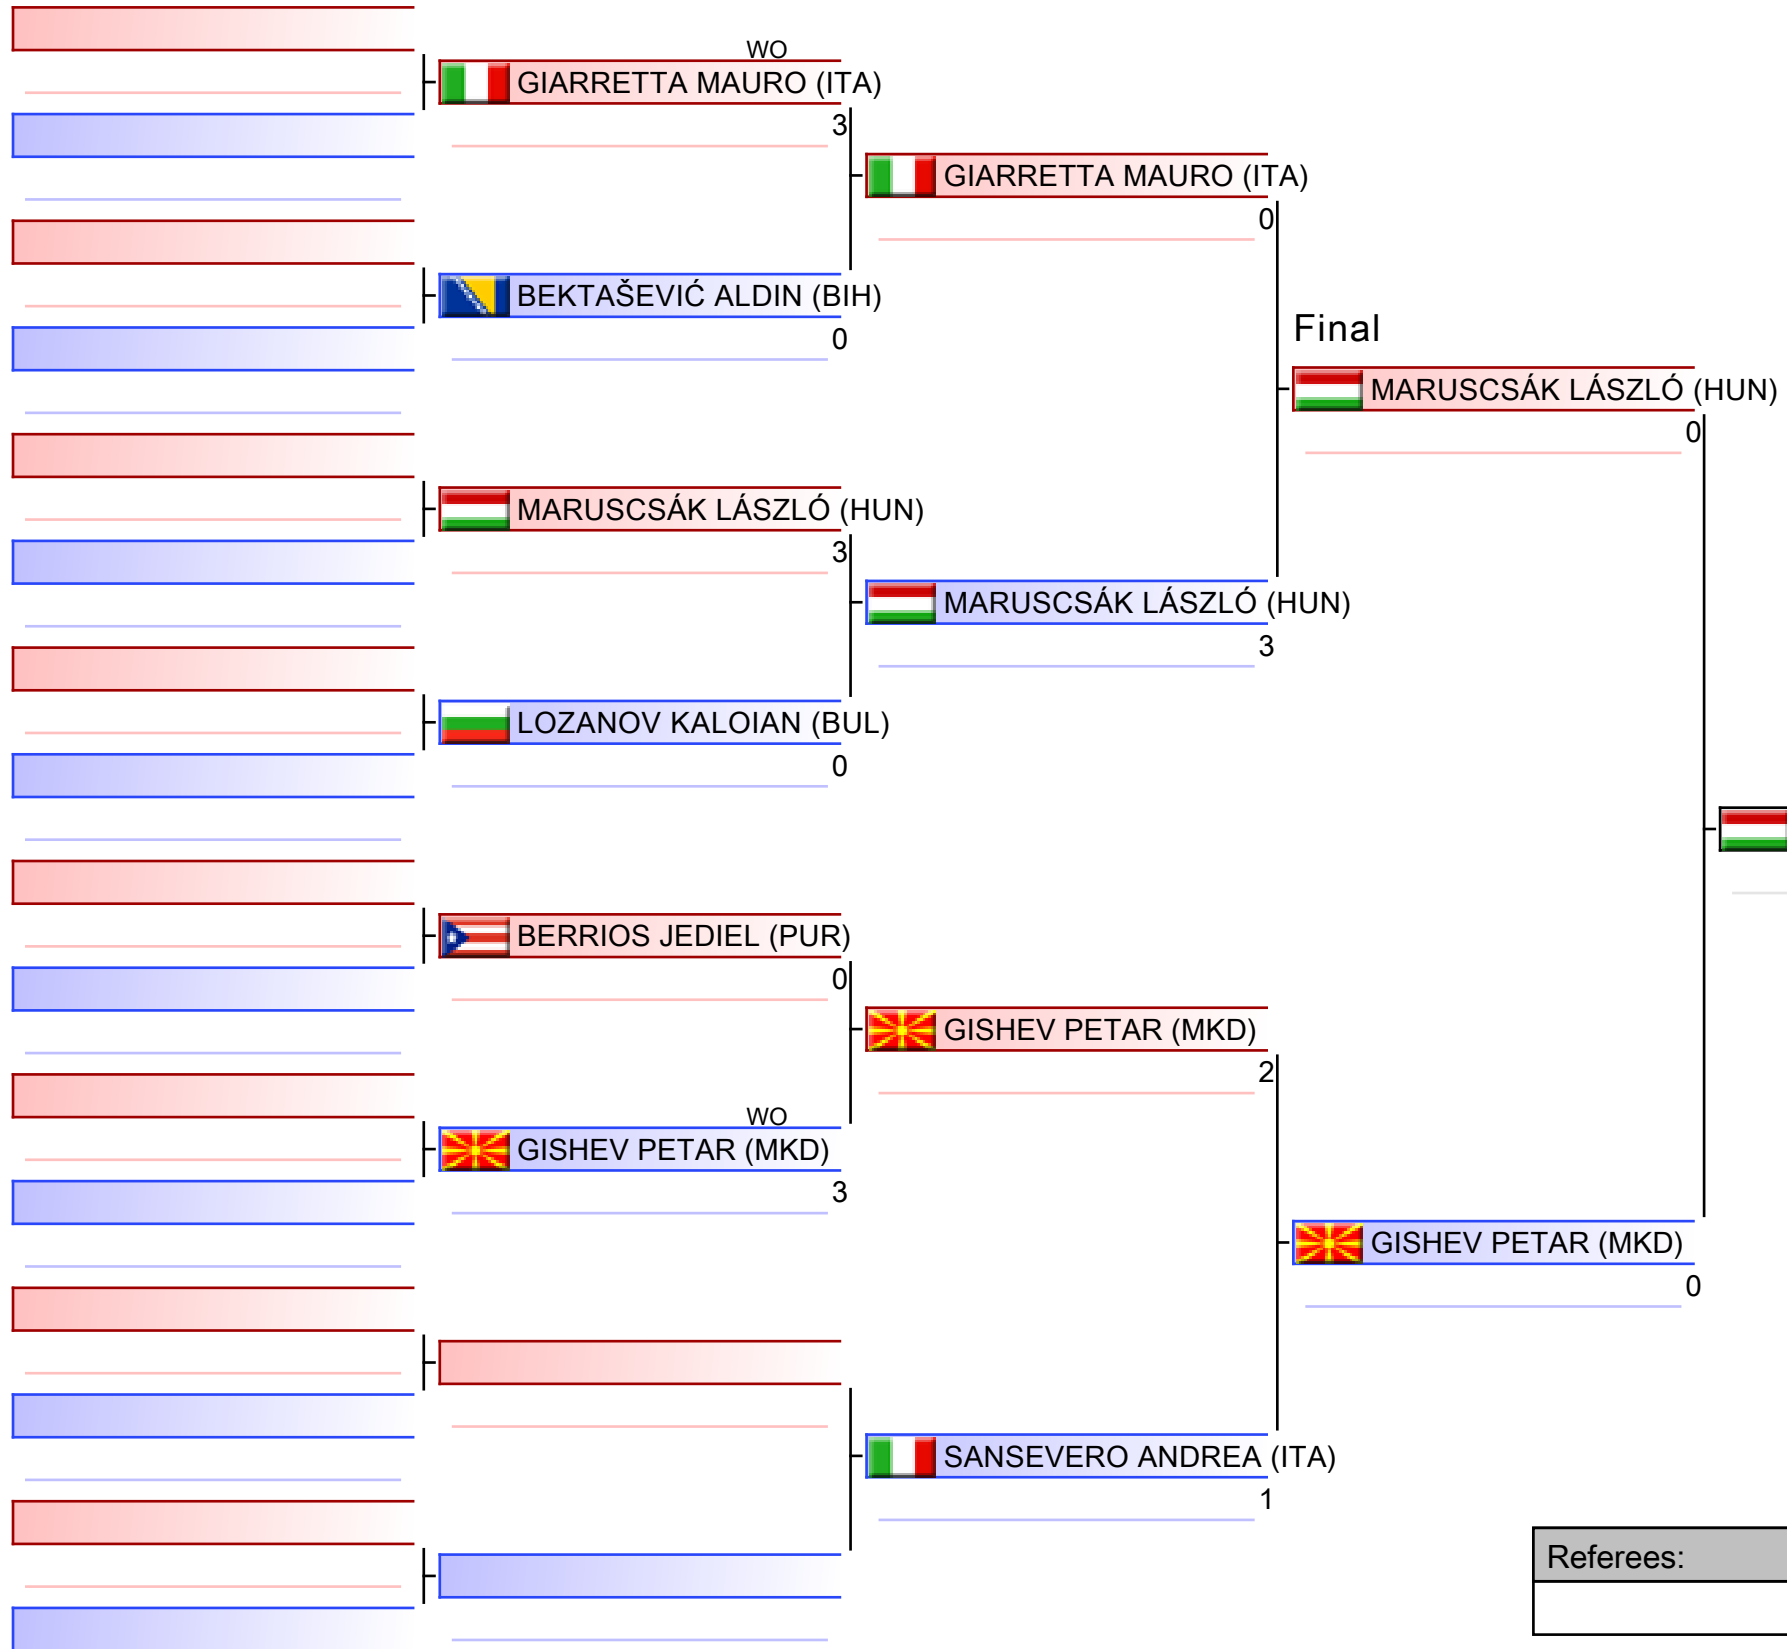 WO
GIARRETTA MAURO (ITA)
3
GIARRETTA MAURO (ITA)
0
BEKTAŠEVIĆ ALDIN (BIH)
0
Final
MARUSCSÁK LÁSZLÓ (HUN)
0
MARUSCSÁK LÁSZLÓ (HUN)
3
MARUSCSÁK LÁSZLÓ (HUN)
3
LOZANOV KALOIAN (BUL)
0
BERRIOS JEDIEL (PUR)
0
GISHEV PETAR (MKD)
2
WO
GISHEV PETAR (MKD)
3
GISHEV PETAR (MKD)
0
SANSEVERO ANDREA (ITA)
1
Referees: